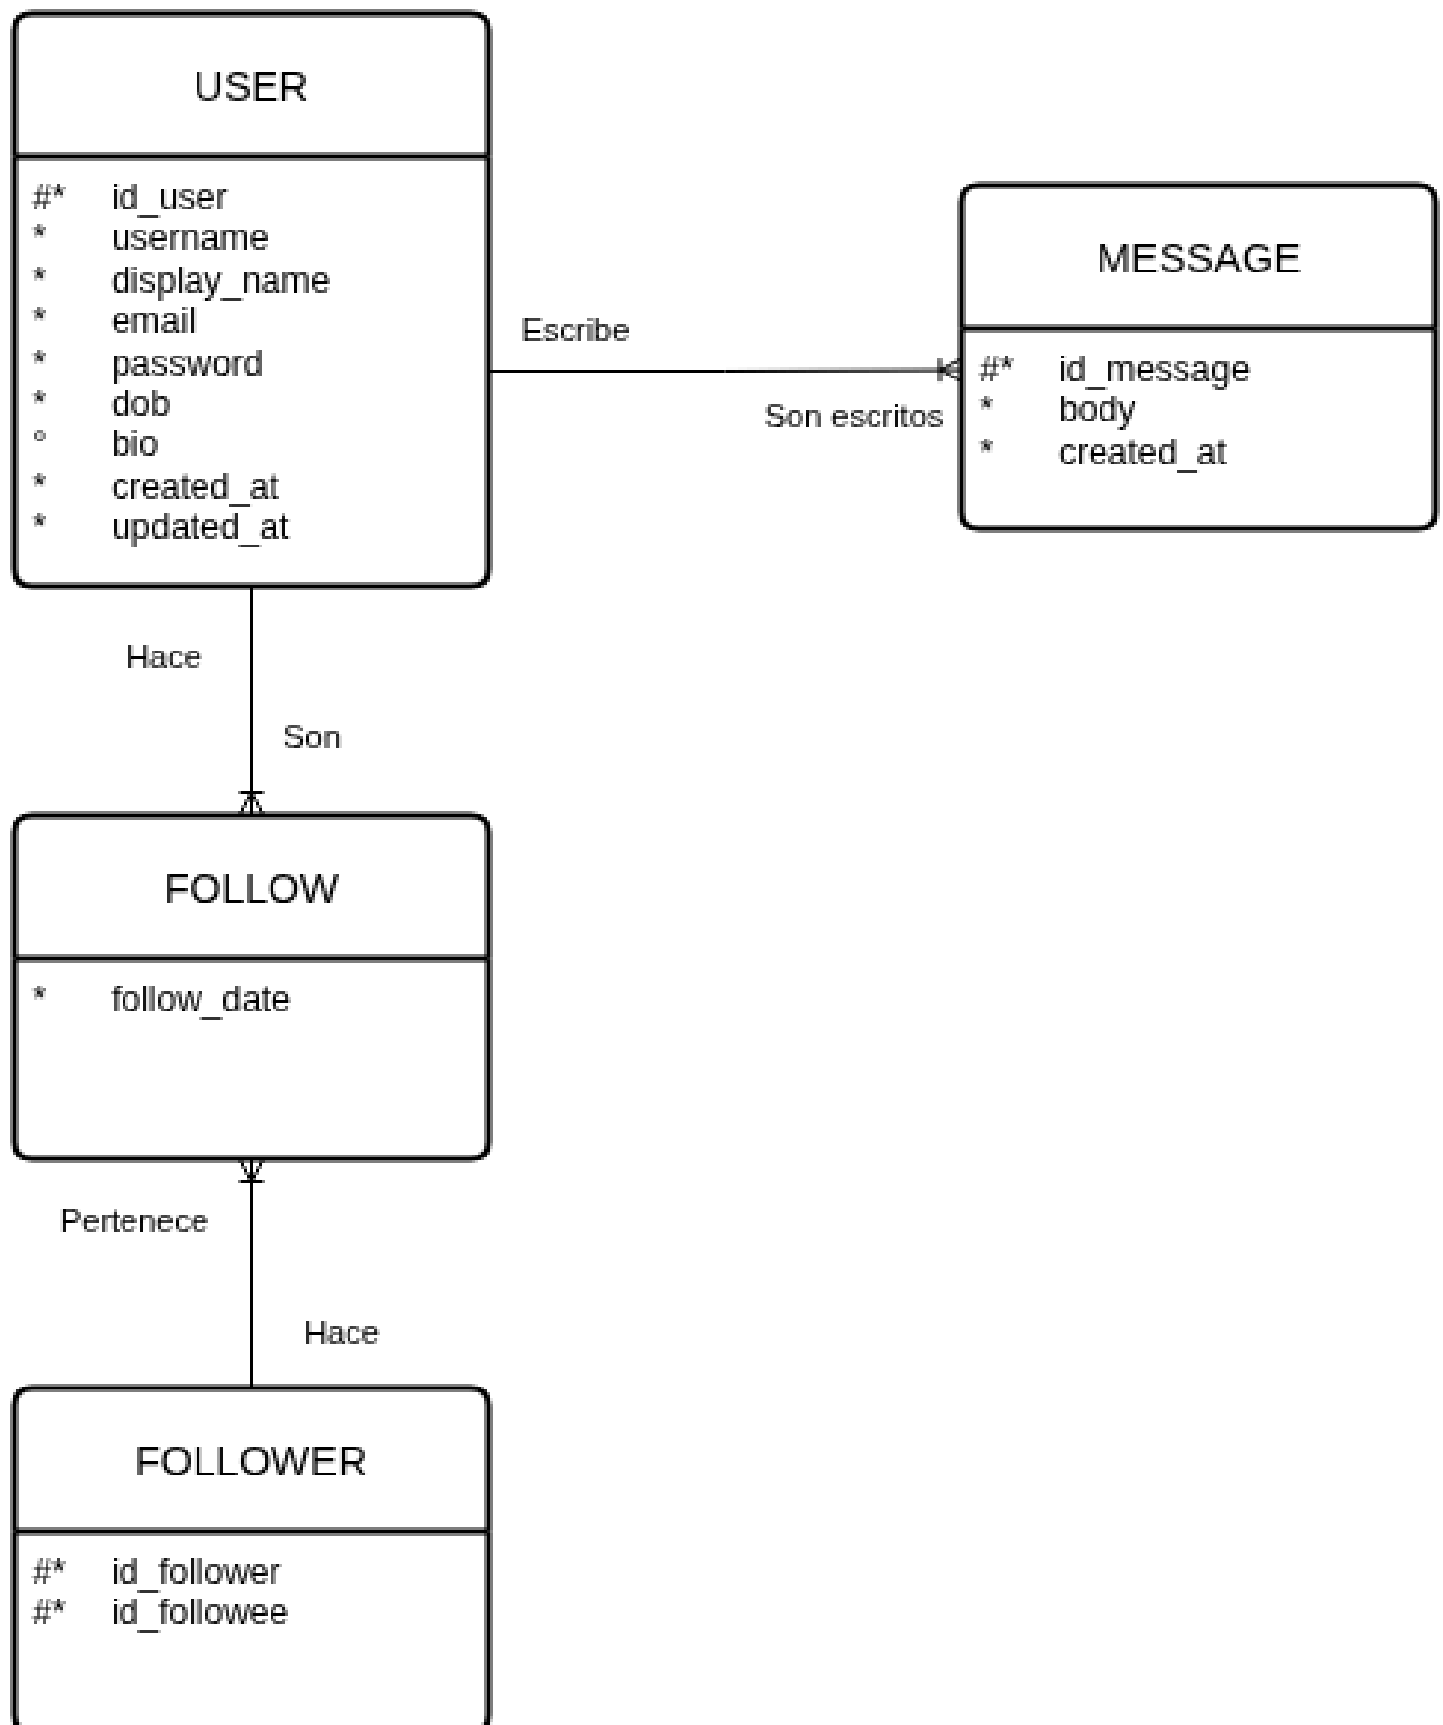 USER
#* id_user
* username
* display_name
* email
* password
* dob
° bio
* created_at
* updated_at
Escribe
Son escritos
MESSAGE
#* id_message
* body
* created_at
Hace
Son
FOLLOW
* follow_date
Pertenece
Hace
FOLLOWER
#* id_follower
#* id_followee